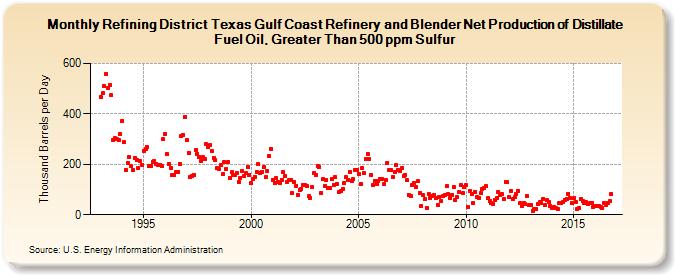 Monthly Refining District Texas Gulf Coast Refinery and Blender Net Production of Distillate
Fuel Oil, Greater Than 500 ppm Sulfur
Thousand Barrels per Day
600
400
200
0
1995
2000
2005
2010
2015
Source: U.S. Energy Information Administration